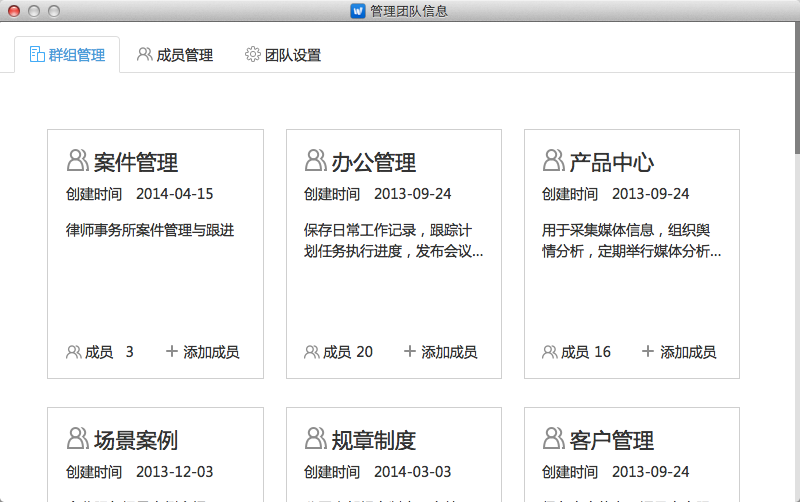 管理团队信息
群组管理 成员管理 团队设置
案件管理 办公管理 产品中心
创建时间 2014-04-15 创建时间 2013-09-24 创建时间 2013-09-24
律师事务所案件管理与跟进 保存日常工作记录，跟踪计 用于采集媒体信息，组织舆
划任务执行进度，发布会议... 情分析，定期举行媒体分析...
成员 3 添加成员 成员 20 添加成员 成员 16 添加成员
场景案例 规章制度 客户管理
创建时间 2013-12-03 创建时间 2014-03-03 创建时间 2013-09-24